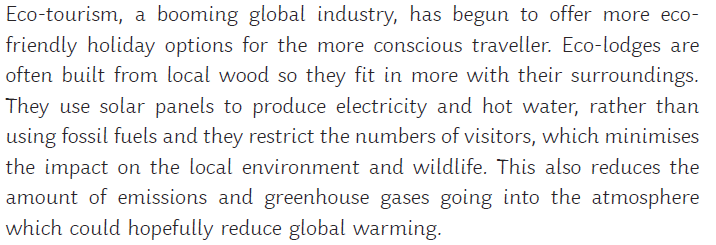 Eco-tourism, a booming global industry, has begun to offer more eco-
friendly holiday options for the more conscious traveller. Eco-lodges are
often built from local wood so they fit in more with their surroundings.
They use solar panels to produce electricity and hot water, rather than
using fossil fuels and they restrict the numbers of visitors, which minimises
the impact on the local environment and wildlife. This also reduces the
amount of emissions and greenhouse gases going into the atmosphere
which could hopefully reduce global warming.